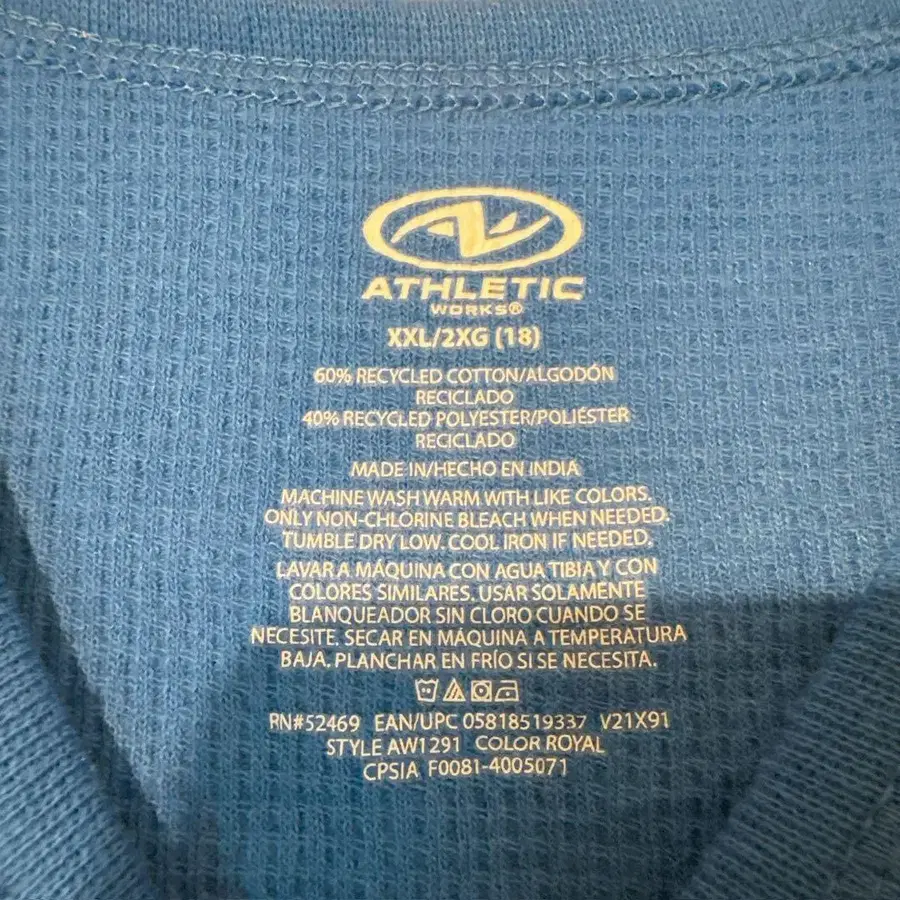 ATHLETIC
WORKS®
XXL/2XG (18)
60% RECYCLED COTTON/ALGODÓN
RECICLADO
40% RECYCLED POLYESTER/POLIÉSTER
RECICLADO
MADE IN/HECHO EN INDIA
MACHINE WASH WARM WITH LIKE COLORS.
ONLY NON-CHLORINE BLEACH WHEN NEEDED.
TUMBLE DRY LOW. COOL IRON IF NEEDED.
LAVAR A MÁQUINA CON AGUA TIBIA Y CON
COLORES SIMILARES. USAR SOLAMENTE
BLANQUEADOR SIN CLORO CUANDO SE
NECESITE. SECAR EN MÁQUINA A TEMPERATURA
BAJA. PLANCHAR EN FRÍO SI SE NECESITA.
RN#52469 EAN/UPC 05818519337 V21X91
STYLE AW1291 COLOR ROYAL
CPSIA F0081-4005071